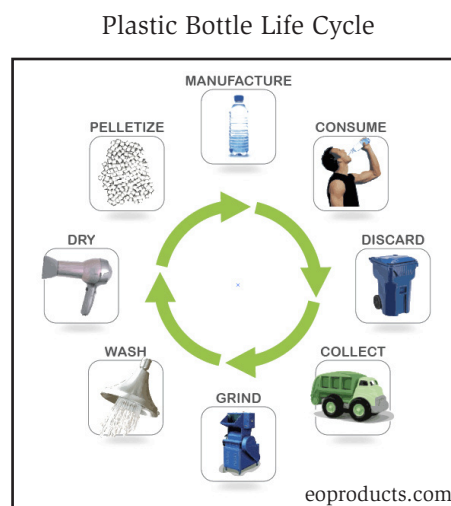 Plastic Bottle Life Cycle
MANUFACTURE
CONSUME
DISCARD
COLLECT
GRIND
WASH
DRY
PELLETIZE
eoproducts.com